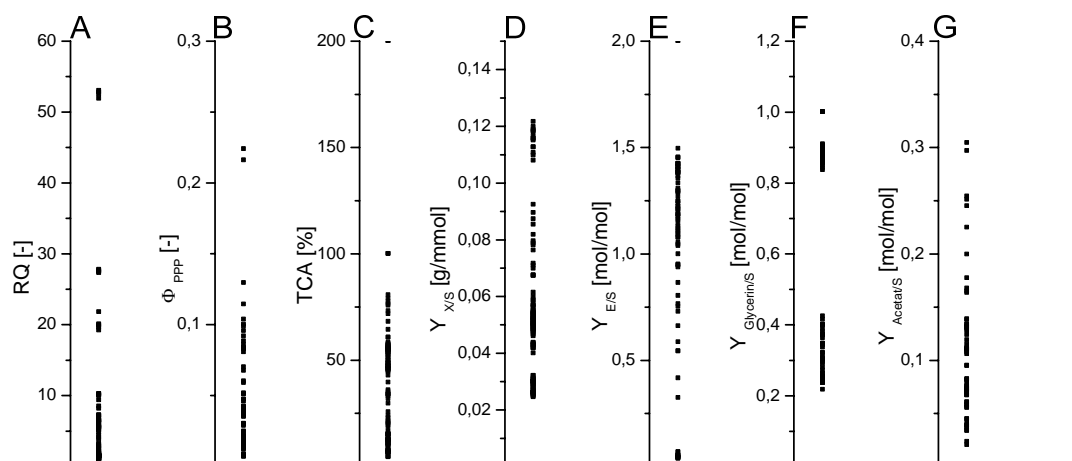 A
60
50
40
30
20
10
RQ [-]
B
0,3
0,2
0,1
Φ PPP [-]
C
200
150
100
50
TCA [%]
D
0,14
0,12
0,10
0,08
0,06
0,04
0,02
Y X/S [g/mmol]
E
2,0
1,5
1,0
0,5
Y E/S [mol/mol]
F
1,2
1,0
0,8
0,6
0,4
0,2
Y Glycerin/S [mol/mol]
G
0,4
0,3
0,2
0,1
Y Acetat/S [mol/mol]